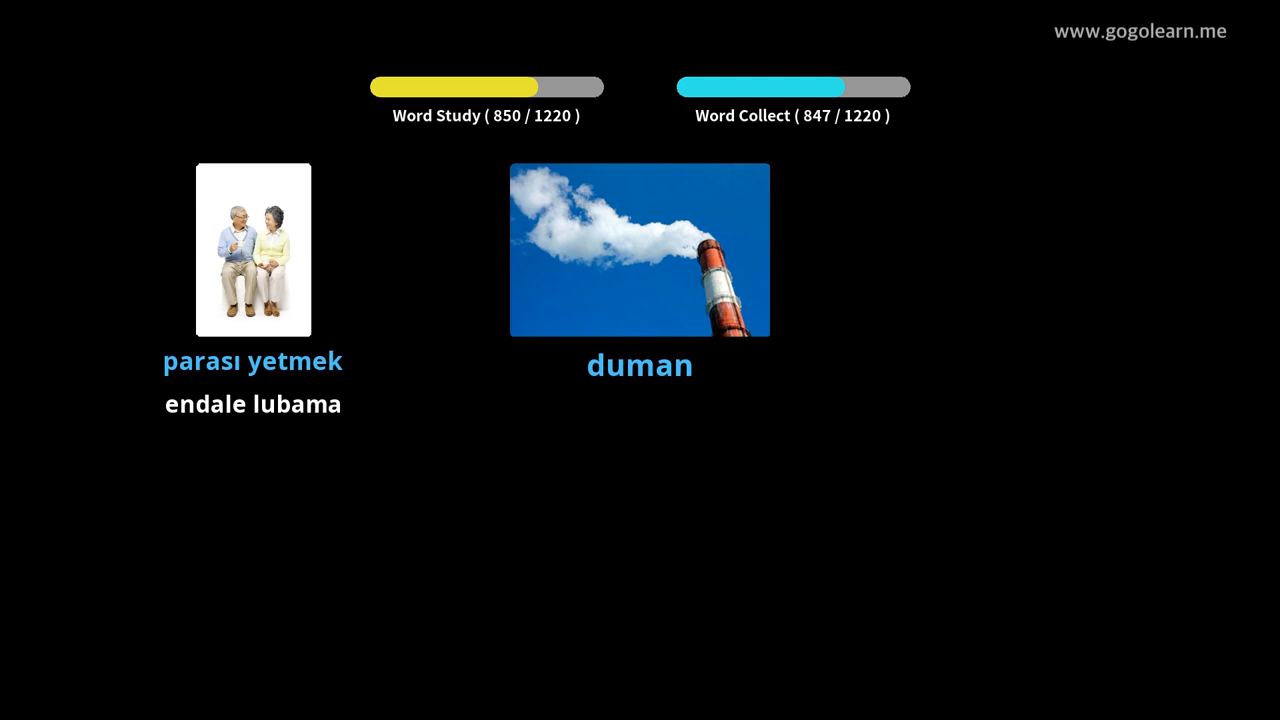 www.gogolearn.me
Word Study ( 850 / 1220 )
Word Collect ( 847 / 1220 )
parası yetmek
endale lubama
duman